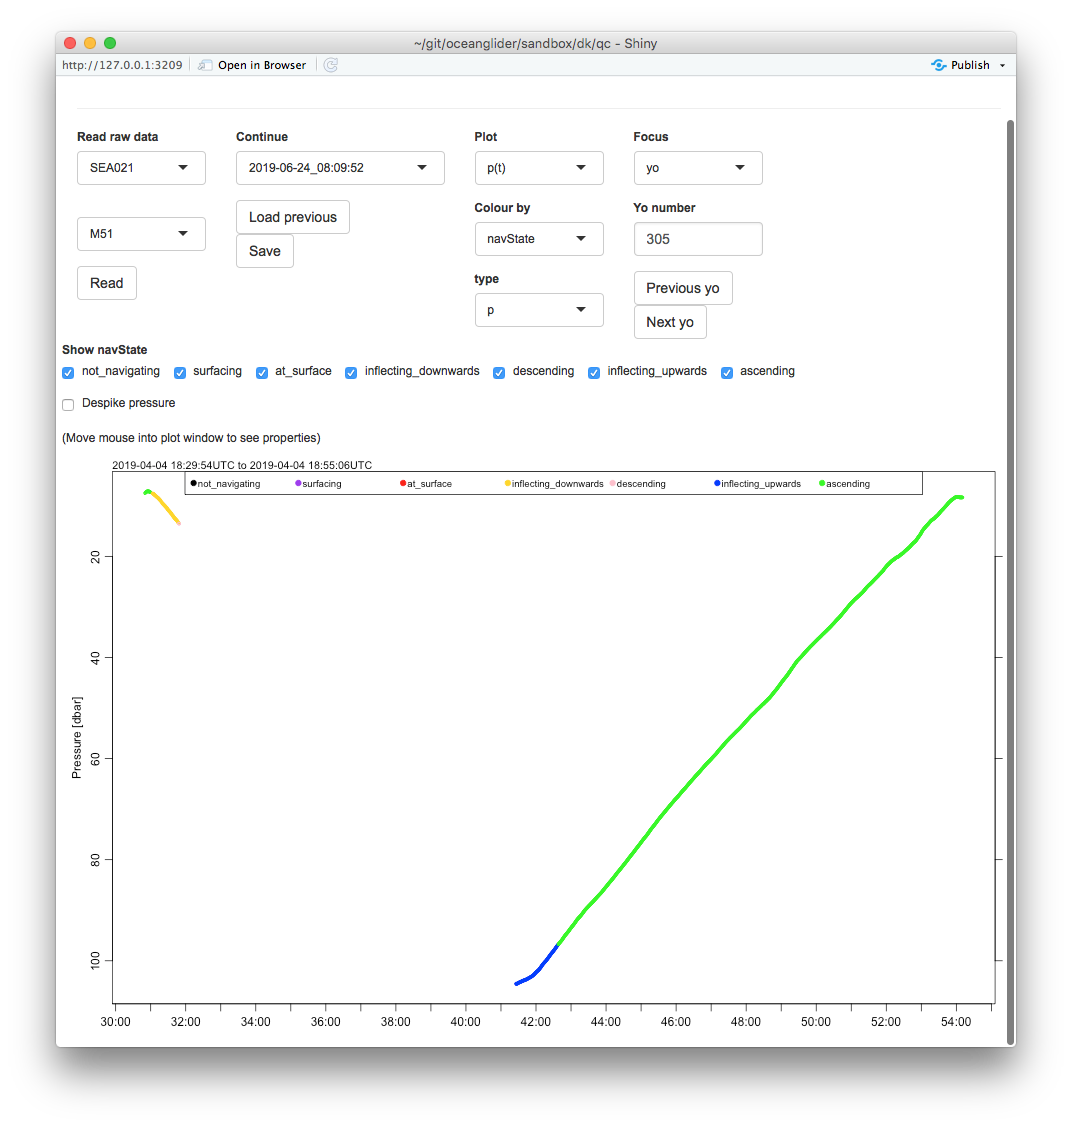 ~/git/oceanglider/sandbox/dk/qc - Shiny
http://127.0.0.1:3209 Open in Browser Publish
Read raw data Continue Plot Focus
SEA021 2019-06-24_08:09:52 p(t) yo
Load previous Colour by Yo number
M51 Save navState 305
Read type Previous yo
p Next yo
Show navState
not_navigating surfacing at_surface inflecting_downwards descending inflecting_upwards ascending
Despike pressure
(Move mouse into plot window to see properties)
2019-04-04 18:29:54UTC to 2019-04-04 18:55:06UTC
not_navigating surfacing at_surface inflecting_downwards descending inflecting_upwards ascending
Pressure [dbar]
20
40
60
80
100
30:00 32:00 34:00 36:00 38:00 40:00 42:00 44:00 46:00 48:00 50:00 52:00 54:00